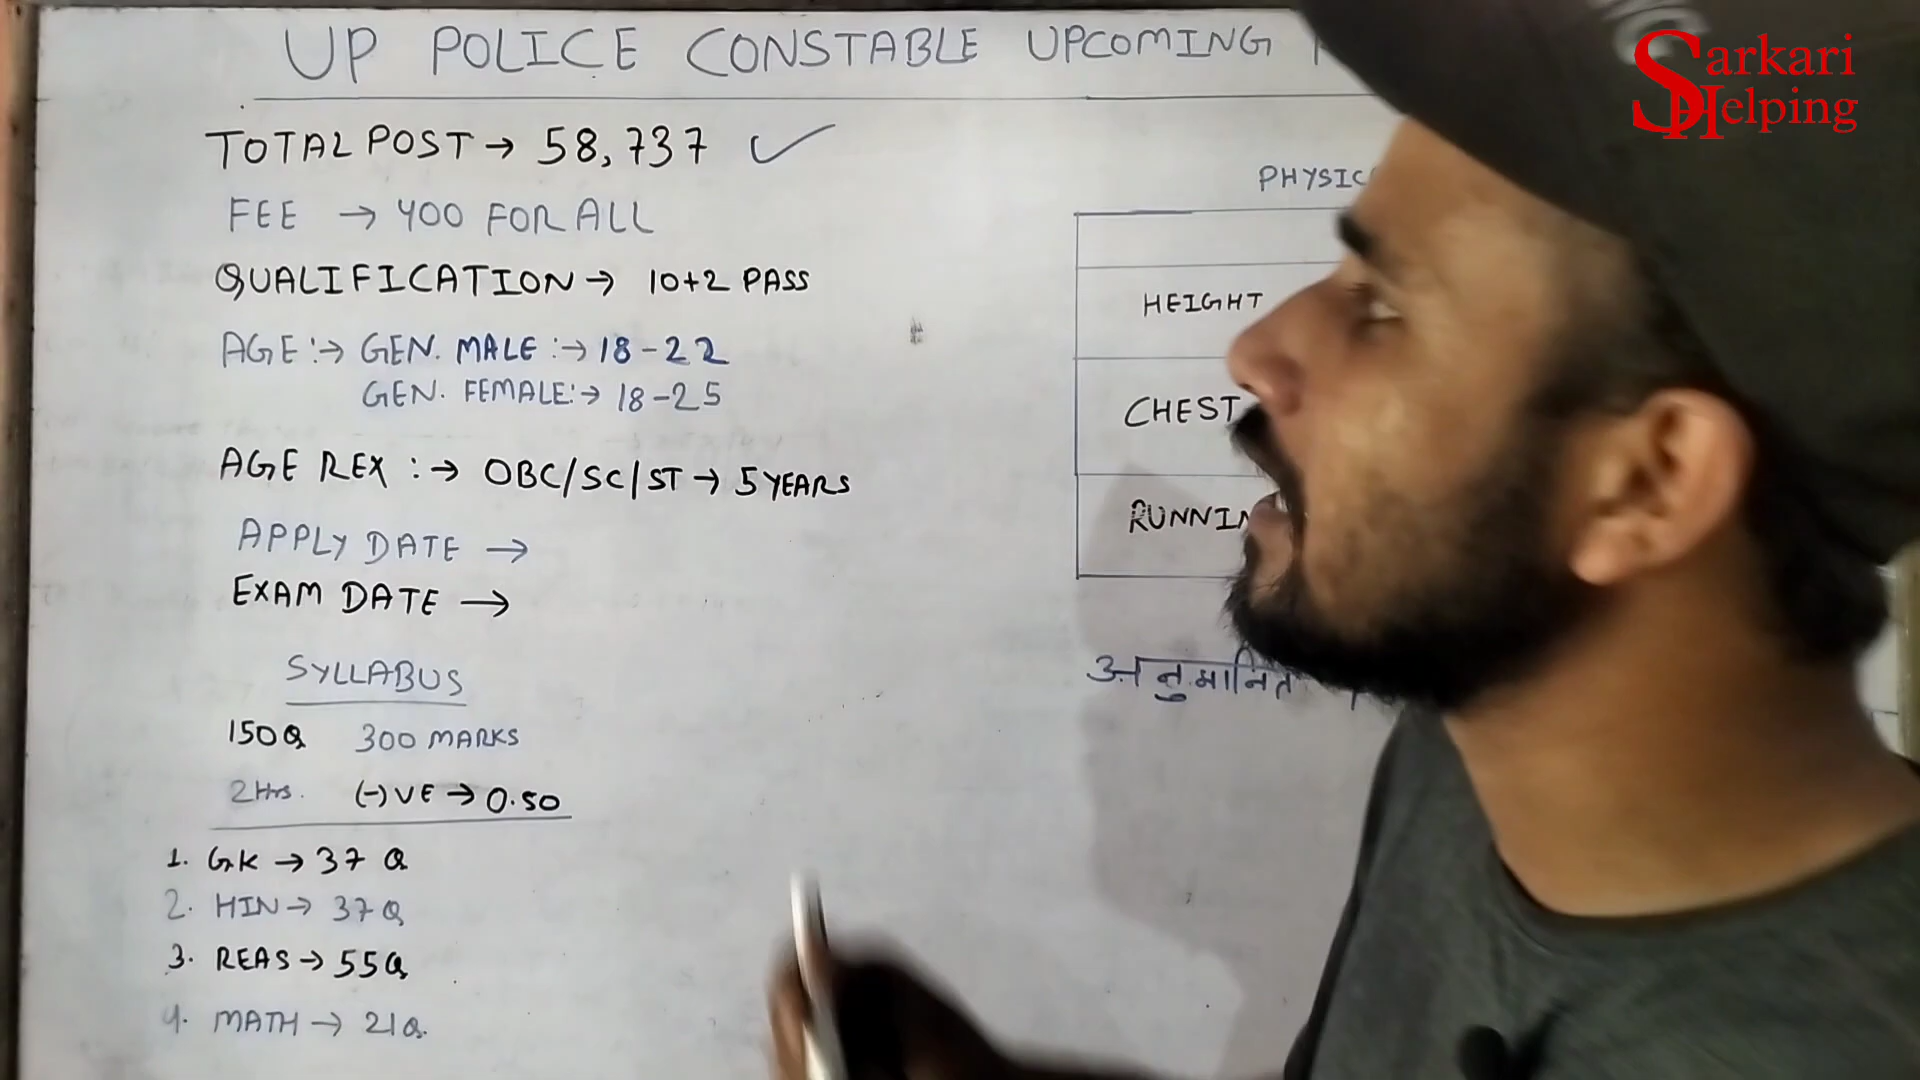 UP POLICE CONSTABLE UPCOMING
TOTAL POST → 58,737 ✓
FEE → 400 FOR ALL
QUALIFICATION → 10+2 PASS
AGE :→ GEN. MALE :→ 18-22
GEN. FEMALE :→ 18-25
AGE REX :→ OBC/SC/ST → 5 YEARS
APPLY DATE →
EXAM DATE →
SYLLABUS
150Q 300 MARKS
2 Hrs. (-)VE → 0.50
1. GK → 37 Q
2. HIN → 37Q
3. REAS → 55Q
4. MATH → 21Q.
PHYSIC
HEIGHT
CHEST
RUNNIN
अनुमानित
Sarkari
Helping